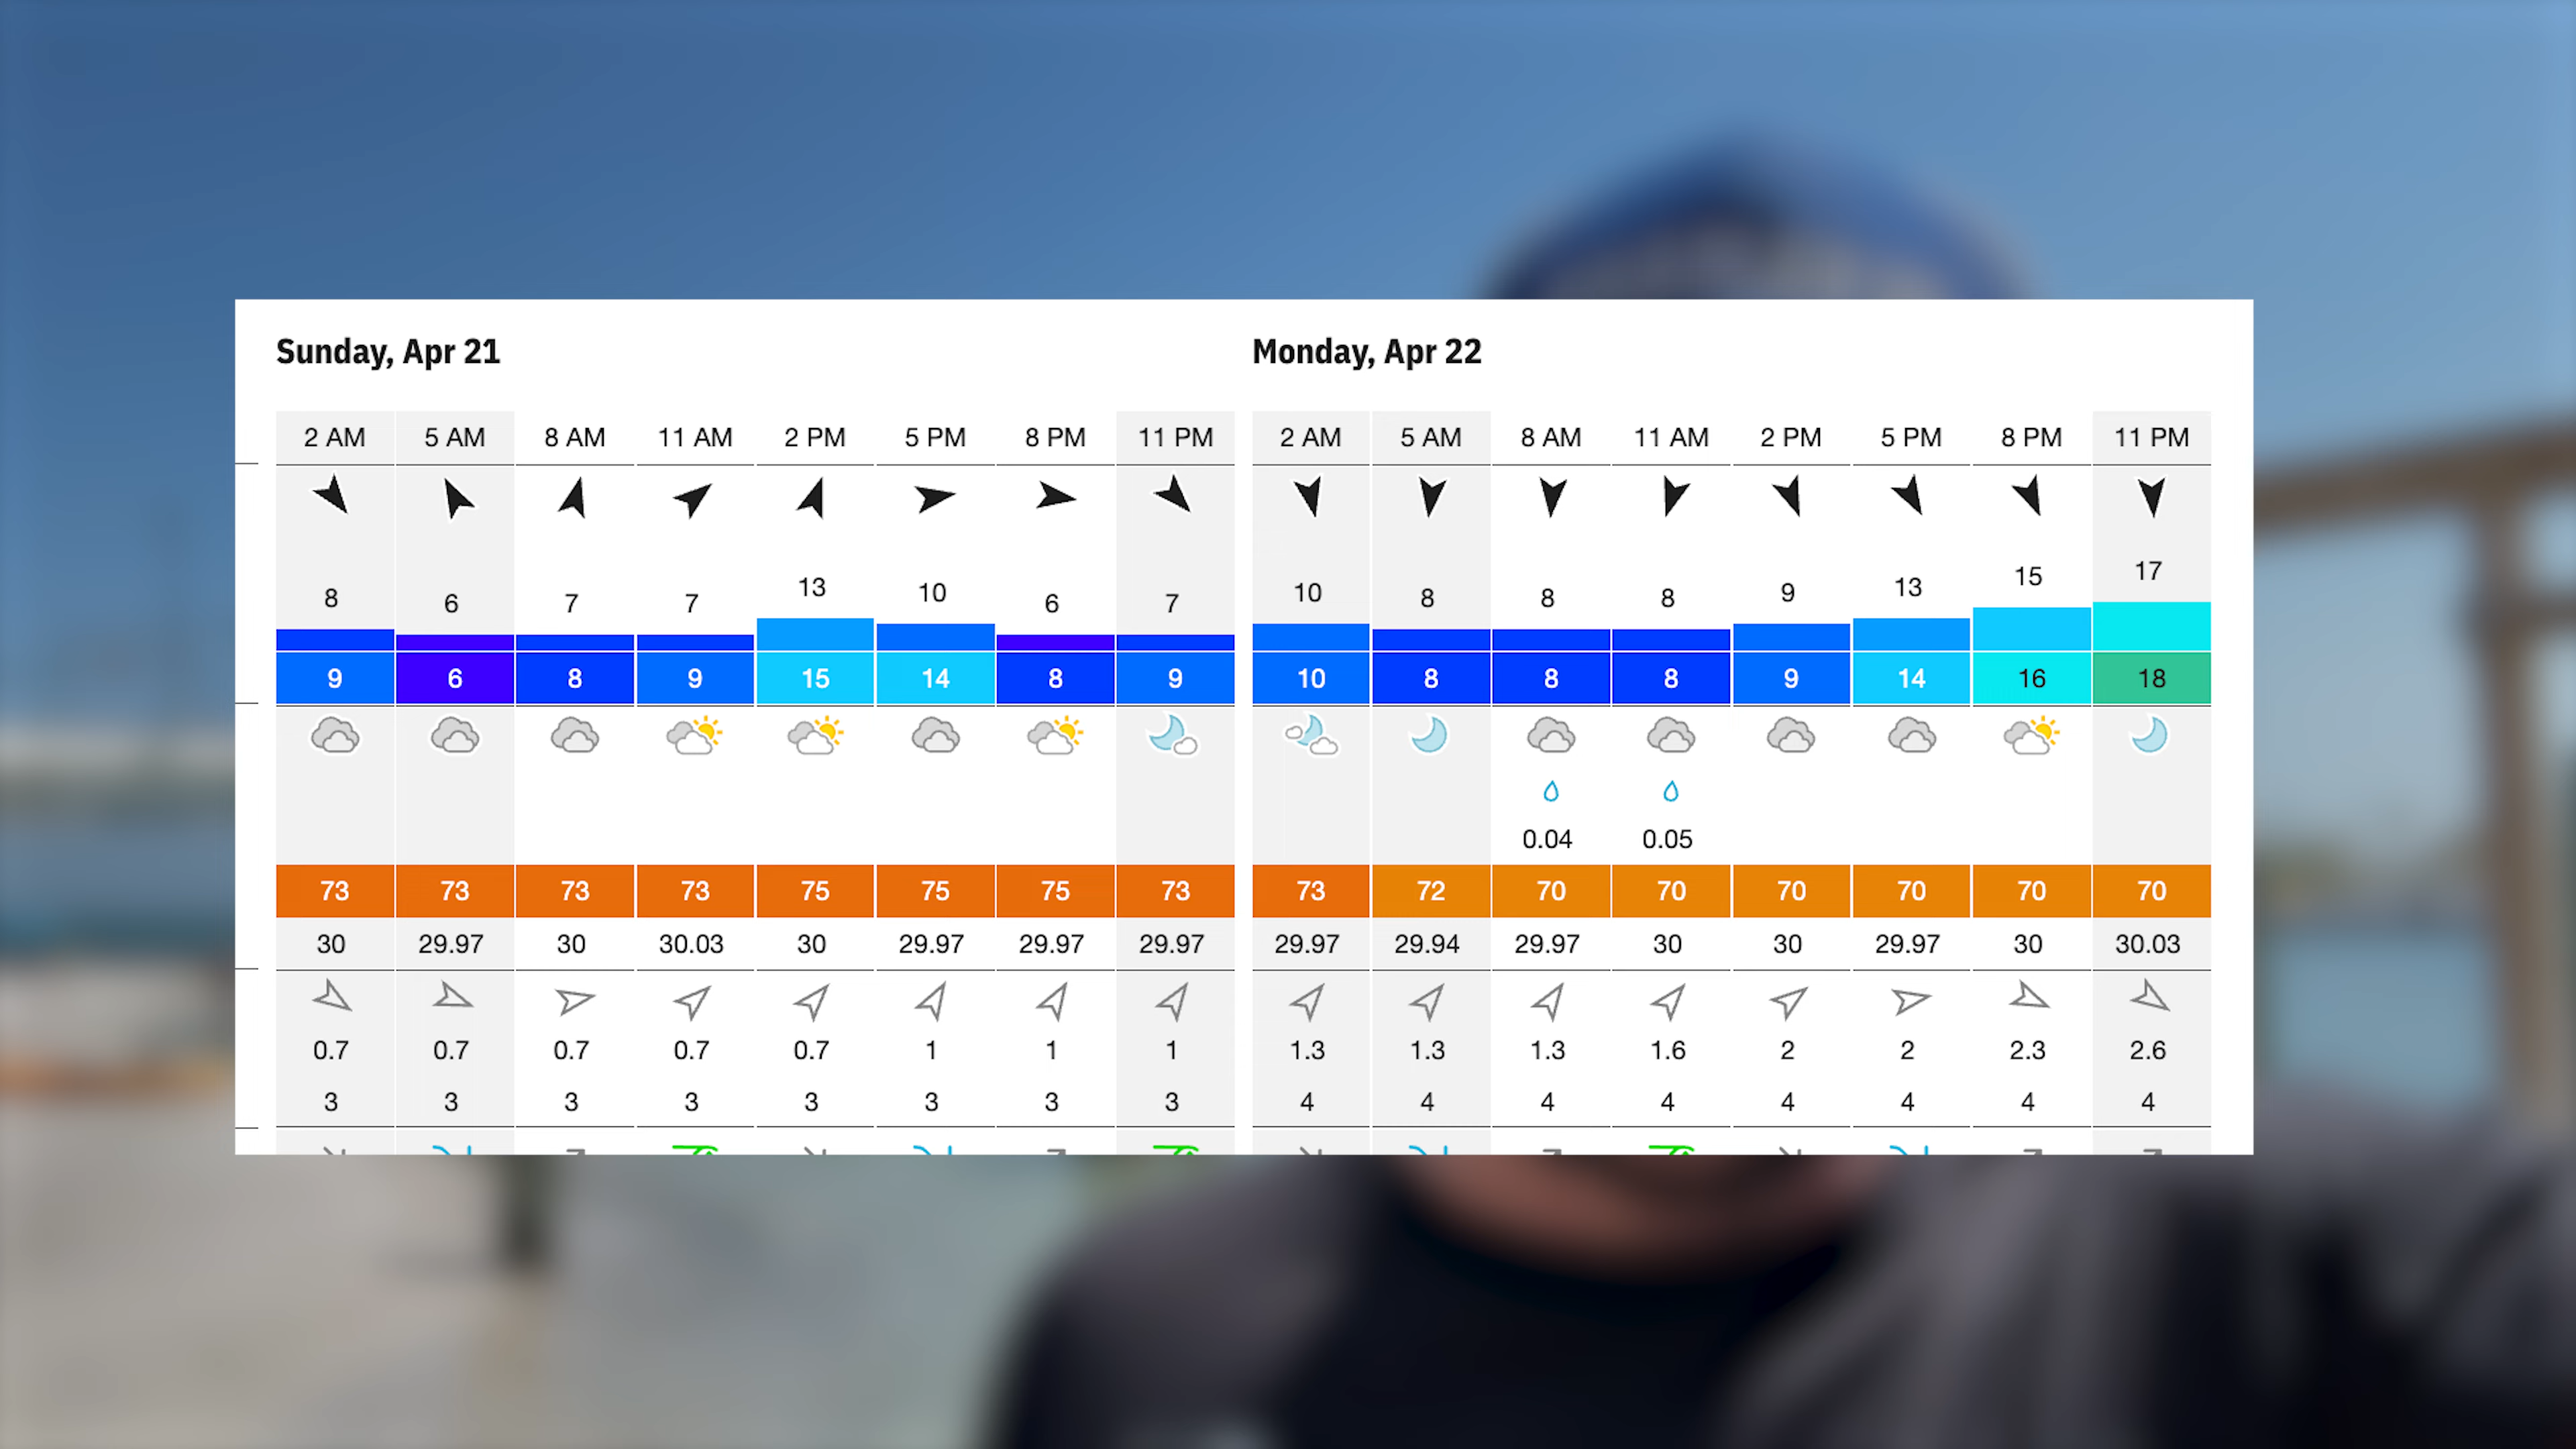 Sunday, Apr 21 Monday, Apr 22
2 AM 5 AM 8 AM 11 AM 2 PM 5 PM 8 PM 11 PM 2 AM 5 AM 8 AM 11 AM 2 PM 5 PM 8 PM 11 PM
8 6 7 7 13 10 6 7 10 8 8 8 9 13 15 17
9 6 8 9 15 14 8 9 10 8 8 8 9 14 16 18
0.04 0.05
73 73 73 73 75 75 75 73 73 72 70 70 70 70 70 70
30 29.97 30 30.03 30 29.97 29.97 29.97 29.97 29.94 29.97 30 30 29.97 30 30.03
0.7 0.7 0.7 0.7 0.7 1 1 1 1.3 1.3 1.3 1.6 2 2 2.3 2.6
3 3 3 3 3 3 3 3 4 4 4 4 4 4 4 4